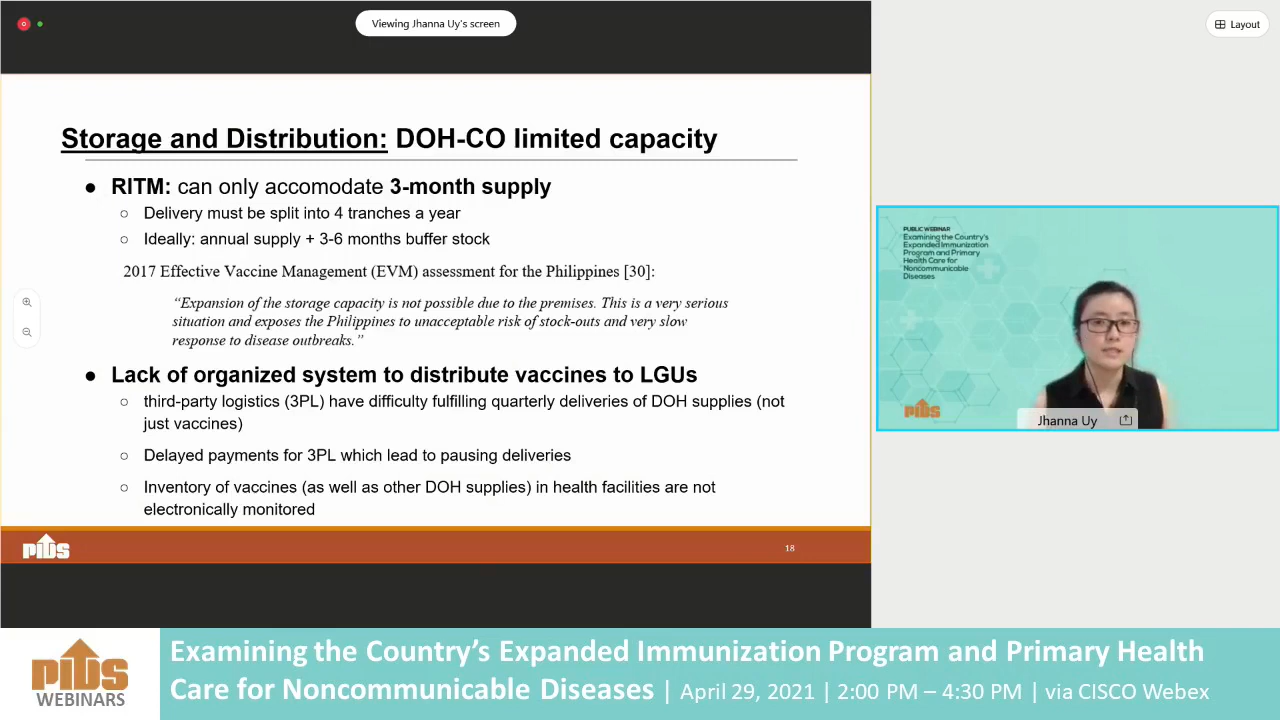 Viewing Jhanna Uy's screen
Layout
Storage and Distribution: DOH-CO limited capacity
● RITM: can only accomodate 3-month supply
○ Delivery must be split into 4 tranches a year
○ Ideally: annual supply + 3-6 months buffer stock
2017 Effective Vaccine Management (EVM) assessment for the Philippines [30]:
“Expansion of the storage capacity is not possible due to the premises. This is a very serious
situation and exposes the Philippines to unacceptable risk of stock-outs and very slow
response to disease outbreaks.”
● Lack of organized system to distribute vaccines to LGUs
○ third-party logistics (3PL) have difficulty fulfilling quarterly deliveries of DOH supplies (not
just vaccines)
○ Delayed payments for 3PL which lead to pausing deliveries
○ Inventory of vaccines (as well as other DOH supplies) in health facilities are not
electronically monitored
PIDS
18
PUBLIC WEBINAR
Examining the Country's
Expanded Immunization
Program and Primary
Health Care for
Noncommunicable
Diseases
PIDS
Jhanna Uy
PIDS
WEBINARS
Examining the Country’s Expanded Immunization Program and Primary Health
Care for Noncommunicable Diseases | April 29, 2021 | 2:00 PM – 4:30 PM | via CISCO Webex